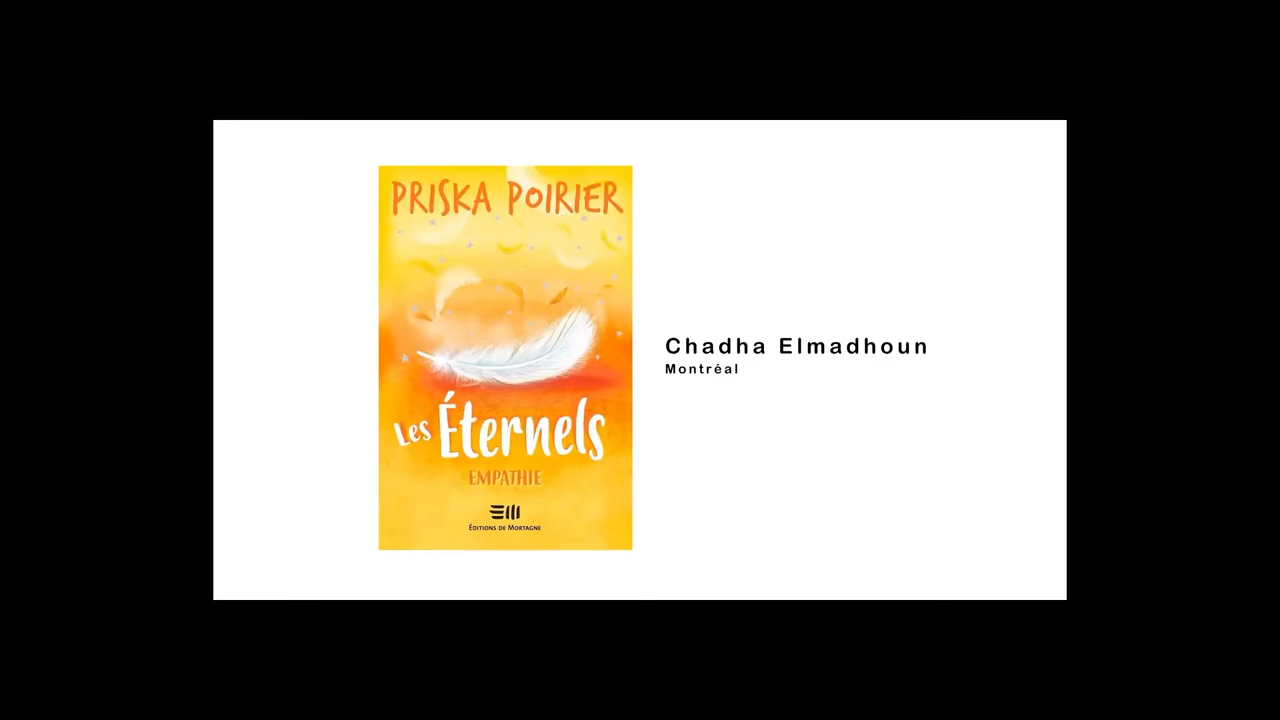 PRISKA POIRIER
Les Éternels
EMPATHIE
ÉDITIONS DE MORTAGNE
Chadha Elmadhoun
Montréal